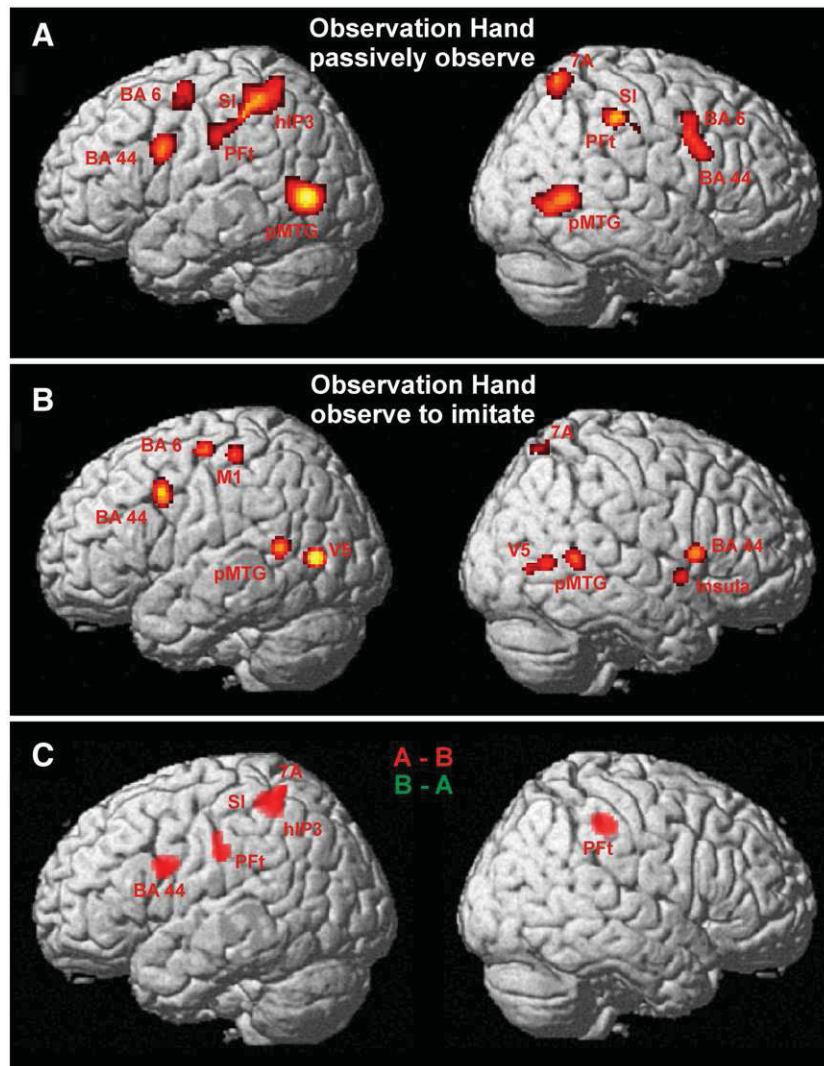 A
Observation Hand
passively observe
BA 6
SI
hIP3
BA 44
PFt
pMTG
7A
SI
BA 6
PFt
BA 44
pMTG
B
Observation Hand
observe to imitate
BA 6
M1
BA 44
pMTG
V5
7A
V5
BA 44
pMTG
Insula
C
A - B
B - A
7A
SI
hIP3
PFt
BA 44
PFt